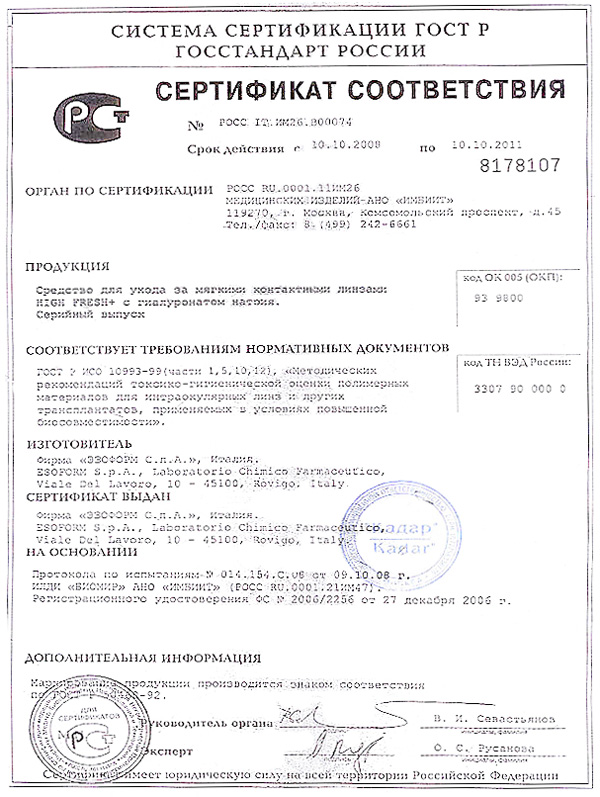 СИСТЕМА СЕРТИФИКАЦИИ ГОСТ Р
ГОССТАНДАРТ РОССИИ
РСТ
СЕРТИФИКАТ СООТВЕТСТВИЯ
№ РОСС IT.ИМ26.В00074
Срок действия с 10.10.2008 по 10.10.2011
8178107
ОРГАН ПО СЕРТИФИКАЦИИ РОСС RU.0001.11ИМ26
МЕДИЦИНСКИХ ИЗДЕЛИЙ-АНО «ИМБИИТ»
119270, г. Москва, Комсомольский проспект, д.45
Тел./факс: 8 (499) 242-6661
ПРОДУКЦИЯ
Средство для ухода за мягкими контактными линзами
HIGH FRESH+ с гиалуронатом натрия.
Серийный выпуск
код ОК 005 (ОКП):
93 9800
СООТВЕТСТВУЕТ ТРЕБОВАНИЯМ НОРМАТИВНЫХ ДОКУМЕНТОВ
ГОСТ Р ИСО 10993-99(части 1,5,10,12), «Методических
рекомендаций токсико-гигиенической оценки полимерных
материалов для интраокулярных линз и других
трансплантатов, применяемых в условиях повышенной
биосовместимости».
код ТН ВЭД России:
3307 90 000 0
ИЗГОТОВИТЕЛЬ
Фирма «ЭЗОФОРМ С.п.А.», Италия.
ESOFORM S.p.A., Laboratorio Chimico Farmaceutico,
Viale Del Lavoro, 10 - 45100, Rovigo, Italy.
СЕРТИФИКАТ ВЫДАН
Фирма «ЭЗОФОРМ С.п.А.», Италия.
ESOFORM S.p.A., Laboratorio Chimico Farmaceutico,
Viale Del Lavoro, 10 - 45100, Rovigo, Italy.
"Кадар"
"Kadar"
НА ОСНОВАНИИ
Протокола по испытаниям № 014.154.С.06 от 09.10.08 г.
ИЛДИ «БИОМИР» АНО «ИМБИИТ» (РОСС RU.0001.21ИМ47).
Регистрационного удостоверения ФС № 2006/2256 от 27 декабря 2006 г.
ДОПОЛНИТЕЛЬНАЯ ИНФОРМАЦИЯ
Маркирование продукции производится знаком соответствия
по ГОСТ Р -92.
ДЛЯ СЕРТИФИКАТОВ
РСТ
Руководитель органа В. И. Севастьянов
инициалы, фамилия
Эксперт О. С. Русанова
инициалы, фамилия
Сертификат имеет юридическую силу на всей территории Российской Федерации